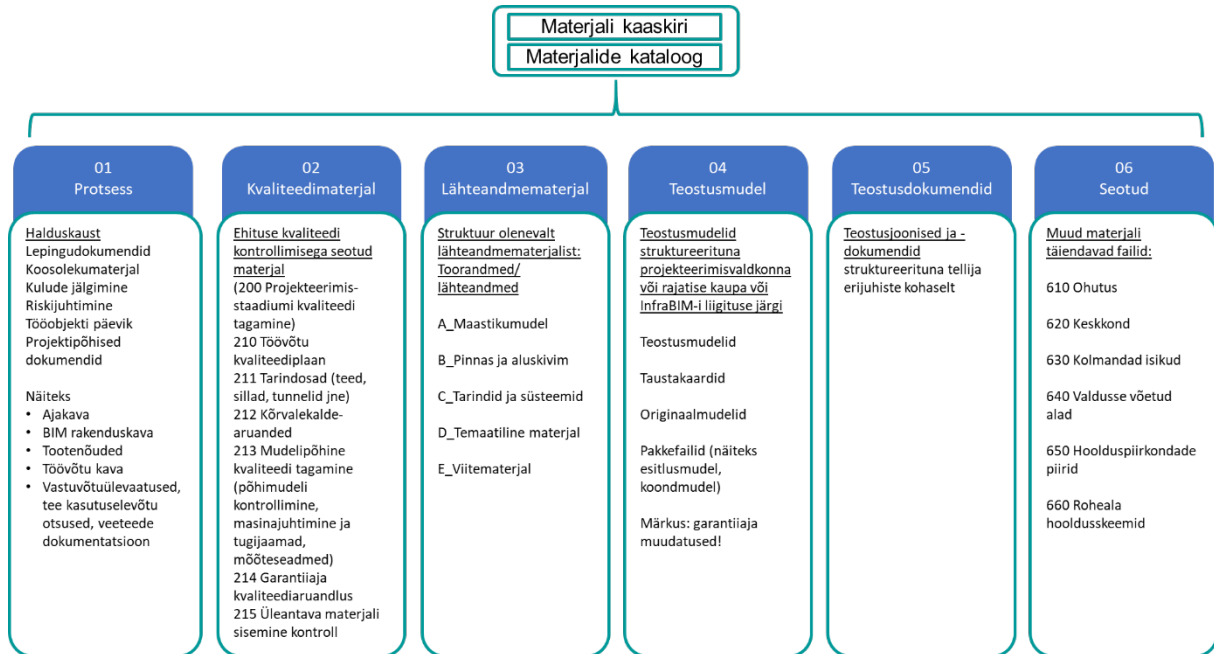 Materjali kaaskiri
Materjalide kataloog
01
Protsess
Halduskaust
Lepingudokumendid
Koosolekumaterjal
Kulude jälgimine
Riskijuhtimine
Tööobjekti päevik
Projektipõhised
dokumendid
Näiteks
• Ajakava
• BIM rakenduskava
• Tootenõuded
• Töövõtu kava
• Vastuvõtuülevaatused,
tee kasutuselevõtu
otsused, veeteede
dokumentatsioon
02
Kvaliteedimaterjal
Ehituse kvaliteedi
kontrollimisega seotud
materjal
(200 Projekteerimis-
staadiumi kvaliteedi
tagamine)
210 Töövõtu
kvaliteediplaan
211 Tarindosad (teed,
sillad, tunnelid jne)
212 Kõrvalekalde-
aruanded
213 Mudelipõhine
kvaliteedi tagamine
(põhimudeli
kontrollimine,
masinajuhtimine ja
tugijaamad,
mõõteseadmed)
214 Garantiiaja
kvaliteediaruandlus
215 Üleantava materjali
sisemine kontroll
03
Lähteandmematerjal
Struktuur olenevalt
lähteandmematerjalist:
Toorandmed/
lähteandmed
A_Maastikumudel
B_Pinnas ja aluskivim
C_Tarindid ja süsteemid
D_Temaatiline materjal
E_Viitematerjal
04
Teostusmudel
Teostusmudelid
struktureerituna
projekteerimisvaldkonna
või rajatise kaupa või
InfraBIM-i liigituse järgi
Teostusmudelid
Taustakaardid
Originaalmudelid
Pakkefailid (näiteks
esitlusmudel,
koondmudel)
Märkus: garantiiaja
muudatused!
05
Teostusdokumendid
Teostusjoonised ja -
dokumendid
struktureerituna tellija
erijuhiste kohaselt
06
Seotud
Muud materjali
täiendavad failid:
610 Ohutus
620 Keskkond
630 Kolmandad isikud
640 Valdusse võetud
alad
650 Hoolduspiirkondade
piirid
660 Roheala
hooldusskeemid